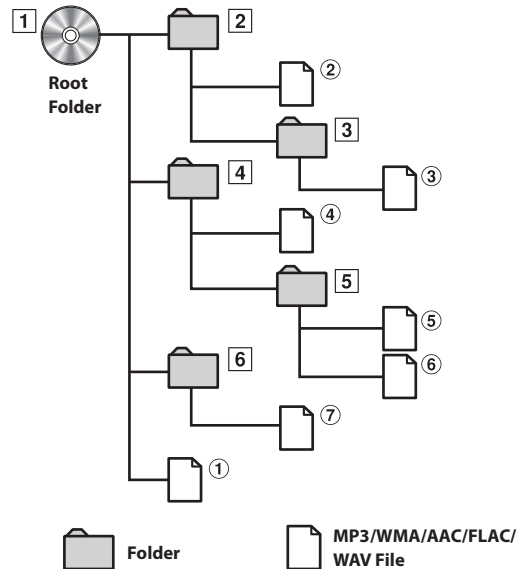 1
Root
Folder
2
②
3
③
4
④
5
⑤
⑥
6
⑦
①
Folder
MP3/WMA/AAC/FLAC/
WAV File